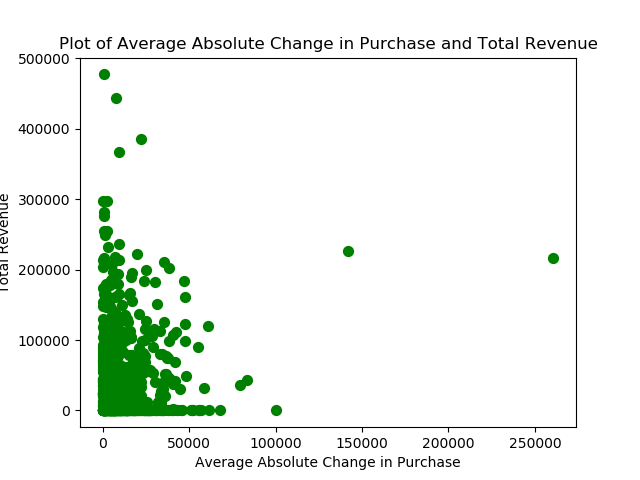 Plot of Average Absolute Change in Purchase and Total Revenue
500000
400000
300000
200000
100000
0
Total Revenue
0 50000 100000 150000 200000 250000
Average Absolute Change in Purchase